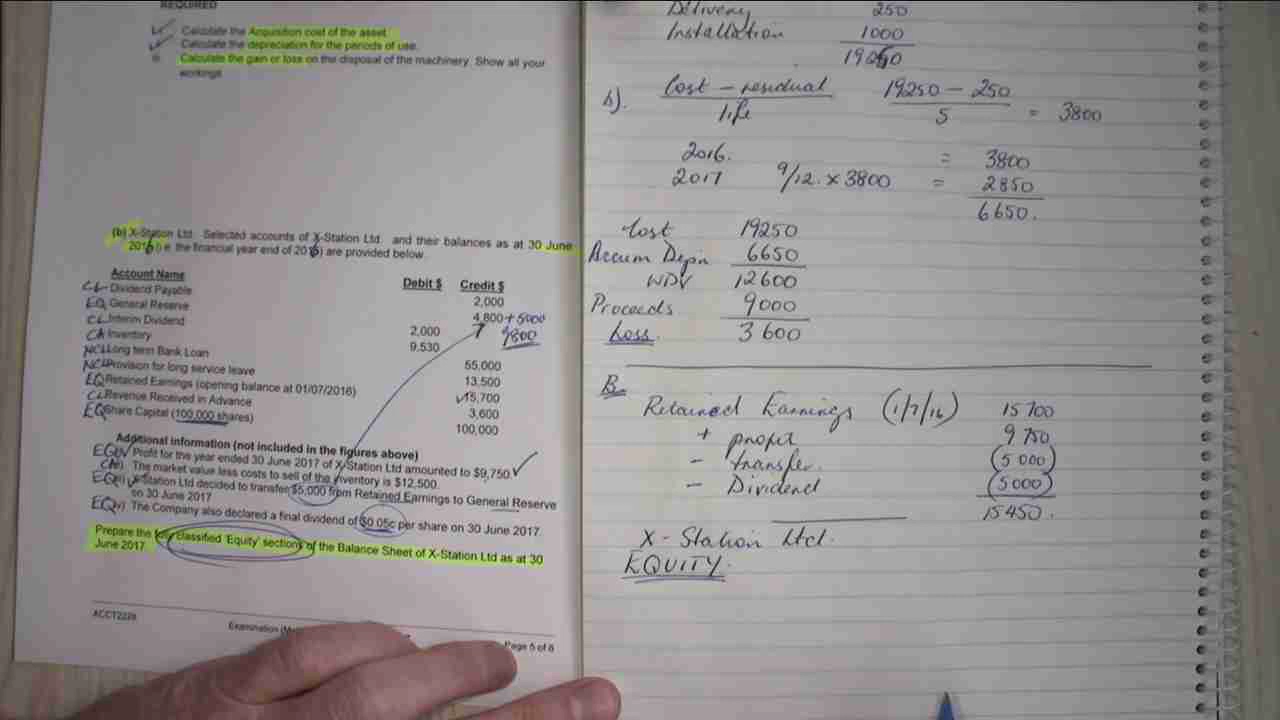 REQUIRED
Calculate the Acquisition cost of the asset.
Calculate the depreciation for the periods of use.
Calculate the gain or loss on the disposal of the machinery. Show all your
workings
(b) X-Station Ltd. Selected accounts of X-Station Ltd. and their balances as at 30 June
2016 (i.e. the financial year end of 2016) are provided below.
Account Name Debit $ Credit $
CL Dividend Payable 2,000
EQ General Reserve 4,800 + 5000
CL Interim Dividend 2,000 9800
CA Inventory 9,530
NCL Long term Bank Loan 55,000
NCL Provision for long service leave 13,500
EQ Retained Earnings (opening balance at 01/07/2016) 15,700
CL Revenue Received in Advance 3,600
EQ Share Capital (100,000 shares) 100,000
Additional information (not included in the figures above)
EQ Profit for the year ended 30 June 2017 of X-Station Ltd amounted to $9,750
CA The market value less costs to sell of the inventory is $12,500.
EQ X-Station Ltd decided to transfer $5,000 from Retained Earnings to General Reserve
on 30 June 2017
EQ The Company also declared a final dividend of $0.05c per share on 30 June 2017.
Prepare the classified 'Equity' sections of the Balance Sheet of X-Station Ltd as at 30
June 2017
ACCT2229
Examination
Page 5 of 8
Delivery 250
Installation 1000
b). Cost - residual 19250 - 250
life 5 = 3800
2016. = 3800
2017 9/12 x 3800 = 2850
6650.
Cost 19250
Accum Depn 6650
WDV 12600
Proceeds 9000
Loss. 3600
B
Retained Earnings (1/7/16) 15700
+ profit 9750
- transfer. (5000)
- Dividend (5000)
15450.
X - Station Ltd.
EQUITY.